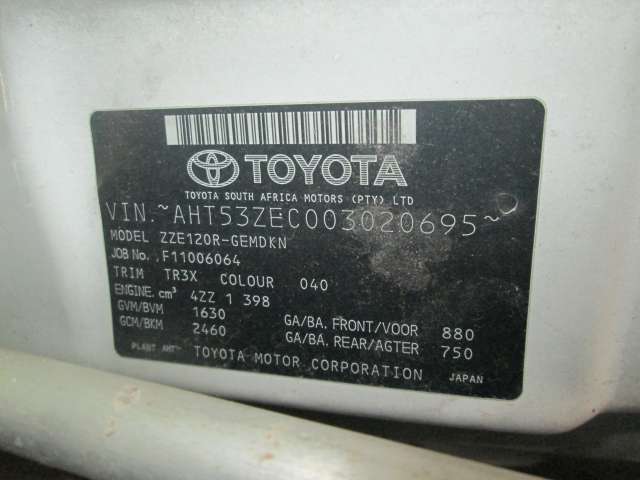 TOYOTA
TOYOTA SOUTH AFRICA MOTORS (PTY) LTD
VIN.~AHT53ZEC003020695~
MODEL ZZE120R-GEMDKN
JOB No. F11006064
TRIM TR3X COLOUR 040
ENGINE.cm³ 4ZZ 1 398
GVM/BVM 1630 GA/BA. FRONT/VOOR 880
GCM/BKM 2460 GA/BA. REAR/AGTER 750
PLANT AHT TOYOTA MOTOR CORPORATION JAPAN